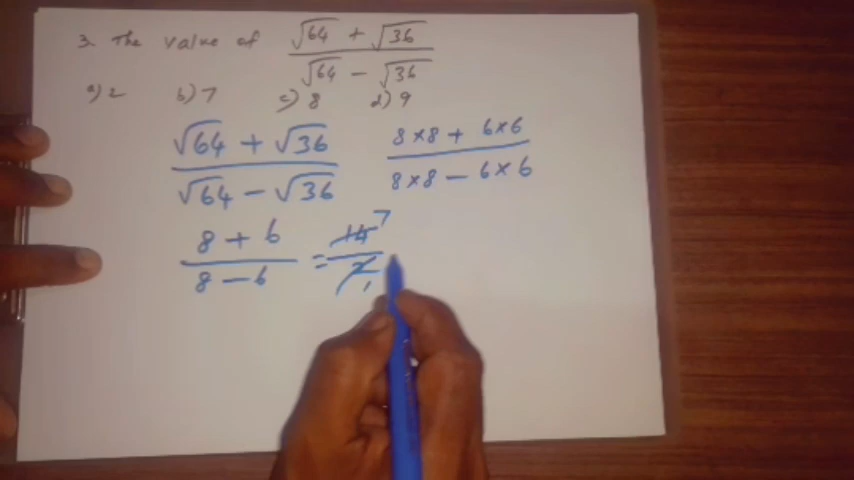 3. The value of √64 + √36 / √64 − √36
a) 2 b) 7 c) 8 d) 9
√64 + √36 / √64 − √36 8×8 + 6×6 / 8×8 − 6×6
8 + 6 / 8 − 6 = 14 7 / 2 1